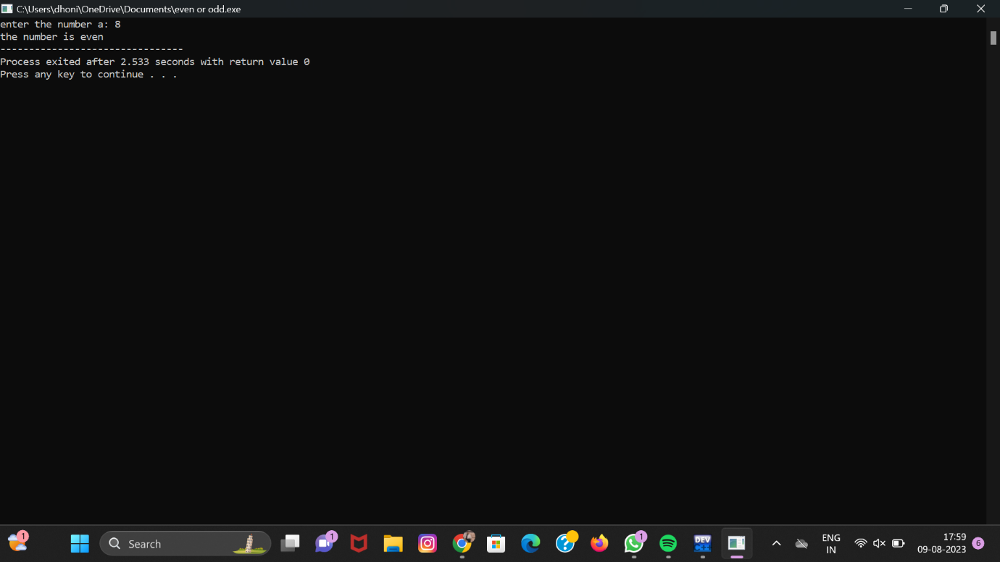 C:\Users\dhoni\OneDrive\Documents\even or odd.exe
enter the number a: 8
the number is even
--------------------------------
Process exited after 2.533 seconds with return value 0
Press any key to continue . . .
1
Search
1
1
DEV
C++
ENG
IN
17:59
09-08-2023
6